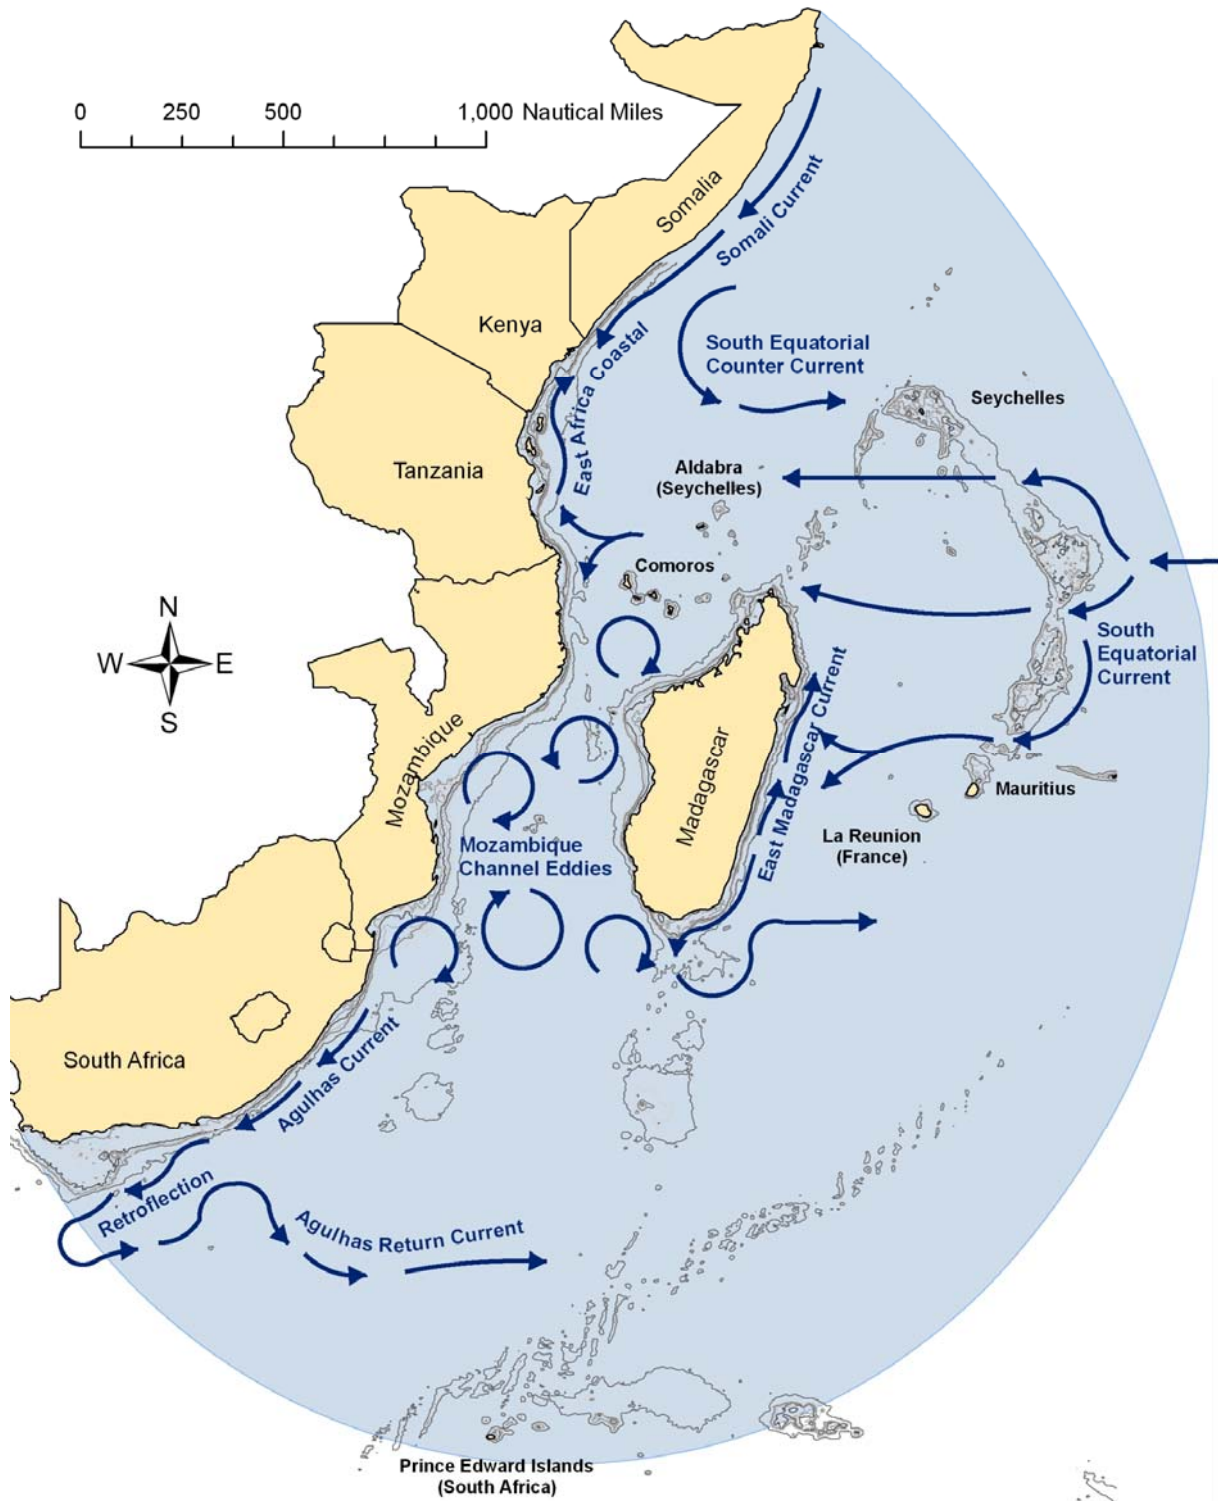 0 250 500 1,000 Nautical Miles
Somalia
Somali Current
Kenya
South Equatorial
Counter Current
East Africa Coastal
Seychelles
Tanzania
Aldabra
(Seychelles)
Comoros
N
W E
S
South
Equatorial
Current
Mozambique
Madagascar
East Madagascar Current
Mauritius
La Reunion
(France)
Mozambique
Channel Eddies
South Africa
Agulhas Current
Retroflection
Agulhas Return Current
Prince Edward Islands
(South Africa)